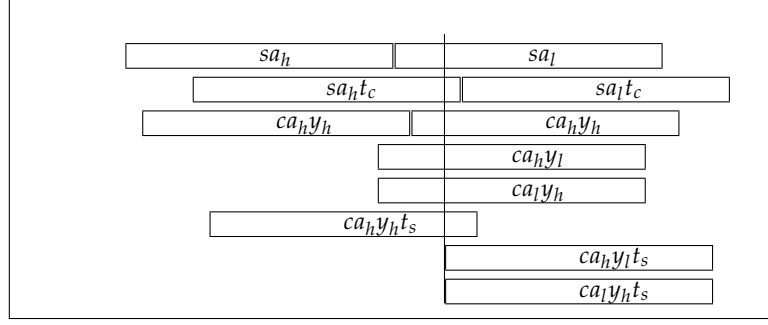 sa_h sa_l
sa_ht_c sa_lt_c
ca_hy_h ca_hy_h
ca_hy_l
ca_ly_h
ca_hy_ht_s
ca_hy_lt_s
ca_ly_ht_s